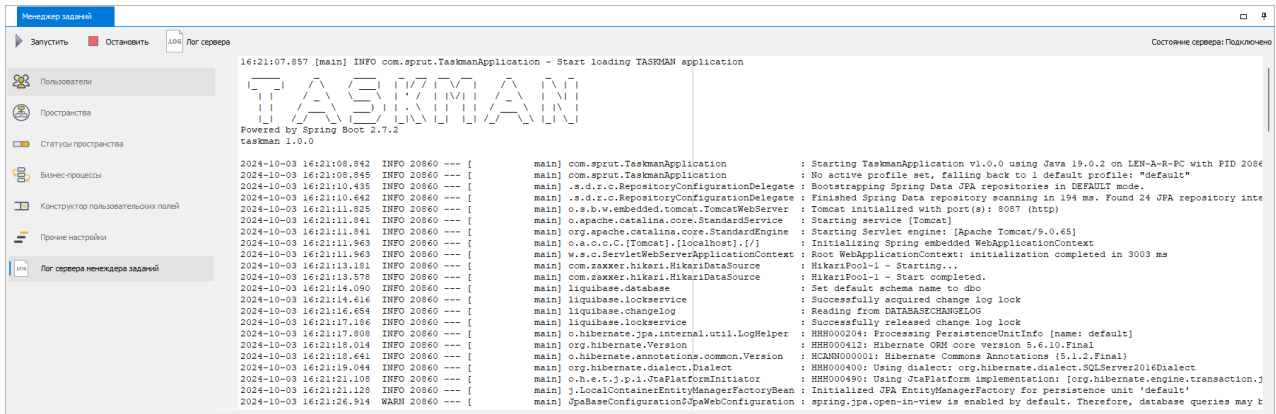 Менеджер заданий
Запустить Остановить .LOG Лог сервера Состояние сервера: Подключено
Пользователи
Пространства
Статусы пространства
Бизнес-процессы
Конструктор пользовательских полей
Прочие настройки
LOG Лог сервера менеждера заданий
16:21:07.857 [main] INFO com.sprut.TaskmanApplication - Start loading TASKMAN application
TASKMAN
Powered by Spring Boot 2.7.2
taskman 1.0.0
2024-10-03 16:21:08.842 INFO 20860 --- [ main] com.sprut.TaskmanApplication : Starting TaskmanApplication v1.0.0 using Java 19.0.2 on LEN-A-R-PC with PID 2086
2024-10-03 16:21:08.845 INFO 20860 --- [ main] com.sprut.TaskmanApplication : No active profile set, falling back to 1 default profile: "default"
2024-10-03 16:21:10.435 INFO 20860 --- [ main] .s.d.r.c.RepositoryConfigurationDelegate : Bootstrapping Spring Data JPA repositories in DEFAULT mode.
2024-10-03 16:21:10.642 INFO 20860 --- [ main] .s.d.r.c.RepositoryConfigurationDelegate : Finished Spring Data repository scanning in 194 ms. Found 24 JPA repository inte
2024-10-03 16:21:11.825 INFO 20860 --- [ main] o.s.b.w.embedded.tomcat.TomcatWebServer : Tomcat initialized with port(s): 8087 (http)
2024-10-03 16:21:11.841 INFO 20860 --- [ main] o.apache.catalina.core.StandardService : Starting service [Tomcat]
2024-10-03 16:21:11.841 INFO 20860 --- [ main] org.apache.catalina.core.StandardEngine : Starting Servlet engine: [Apache Tomcat/9.0.65]
2024-10-03 16:21:11.963 INFO 20860 --- [ main] o.a.c.c.C.[Tomcat].[localhost].[/] : Initializing Spring embedded WebApplicationContext
2024-10-03 16:21:11.963 INFO 20860 --- [ main] w.s.c.ServletWebServerApplicationContext : Root WebApplicationContext: initialization completed in 3003 ms
2024-10-03 16:21:13.181 INFO 20860 --- [ main] com.zaxxer.hikari.HikariDataSource : HikariPool-1 - Starting...
2024-10-03 16:21:13.578 INFO 20860 --- [ main] com.zaxxer.hikari.HikariDataSource : HikariPool-1 - Start completed.
2024-10-03 16:21:14.090 INFO 20860 --- [ main] liquibase.database : Set default schema name to dbo
2024-10-03 16:21:14.616 INFO 20860 --- [ main] liquibase.lockservice : Successfully acquired change log lock
2024-10-03 16:21:16.654 INFO 20860 --- [ main] liquibase.changelog : Reading from DATABASECHANGELOG
2024-10-03 16:21:17.186 INFO 20860 --- [ main] liquibase.lockservice : Successfully released change log lock
2024-10-03 16:21:17.808 INFO 20860 --- [ main] o.hibernate.jpa.internal.util.LogHelper : HHH000204: Processing PersistenceUnitInfo [name: default]
2024-10-03 16:21:18.014 INFO 20860 --- [ main] org.hibernate.Version : HHH000412: Hibernate ORM core version 5.6.10.Final
2024-10-03 16:21:18.641 INFO 20860 --- [ main] o.hibernate.annotations.common.Version : HCANN000001: Hibernate Commons Annotations {5.1.2.Final}
2024-10-03 16:21:19.044 INFO 20860 --- [ main] org.hibernate.dialect.Dialect : HHH000400: Using dialect: org.hibernate.dialect.SQLServer2016Dialect
2024-10-03 16:21:21.108 INFO 20860 --- [ main] o.h.e.t.j.p.i.JtaPlatformInitiator : HHH000490: Using JtaPlatform implementation: [org.hibernate.engine.transaction.j
2024-10-03 16:21:21.128 INFO 20860 --- [ main] j.LocalContainerEntityManagerFactoryBean : Initialized JPA EntityManagerFactory for persistence unit 'default'
2024-10-03 16:21:26.914 WARN 20860 --- [ main] JpaBaseConfiguration$JpaWebConfiguration : spring.jpa.open-in-view is enabled by default. Therefore, database queries may b